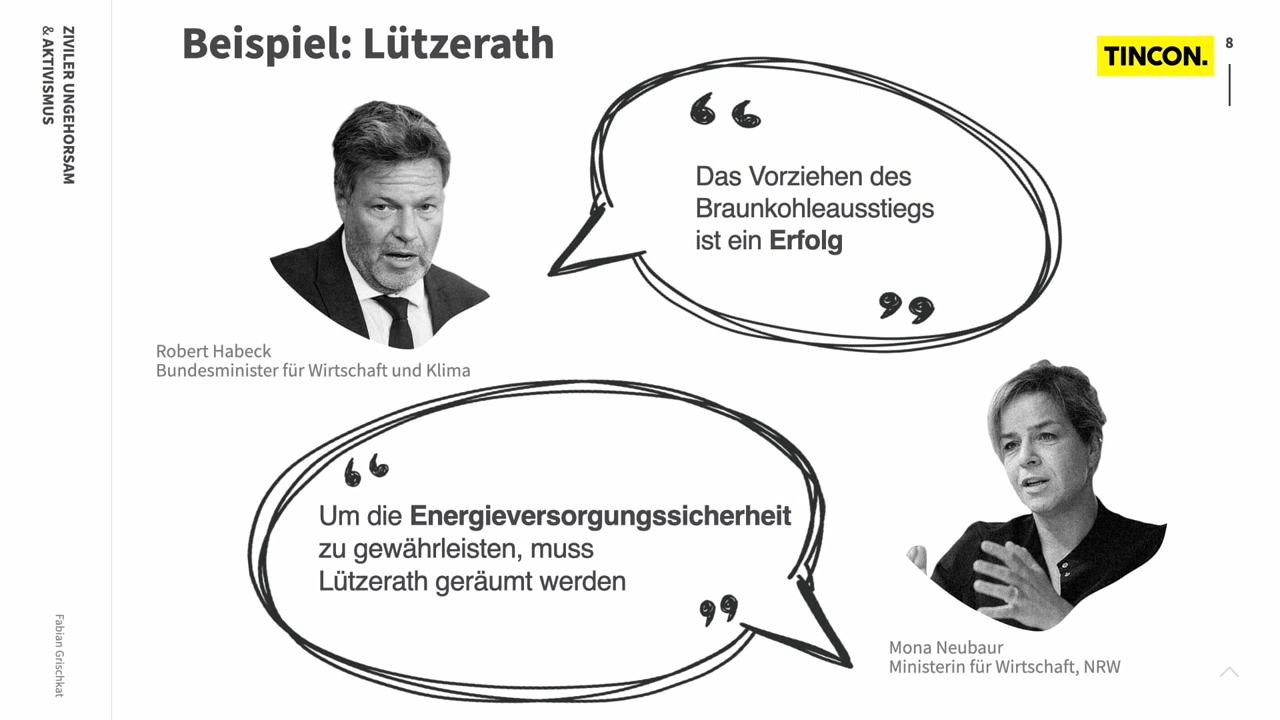 ZIVILER UNGEHORSAM
& AKTIVISMUS
Beispiel: Lützerath
TINCON.
8
“
Das Vorziehen des
Braunkohleausstiegs
ist ein Erfolg
”
Robert Habeck
Bundesminister für Wirtschaft und Klima
“
Um die Energieversorgungssicherheit
zu gewährleisten, muss
Lützerath geräumt werden
”
Mona Neubaur
Ministerin für Wirtschaft, NRW
Fabian Grischkat